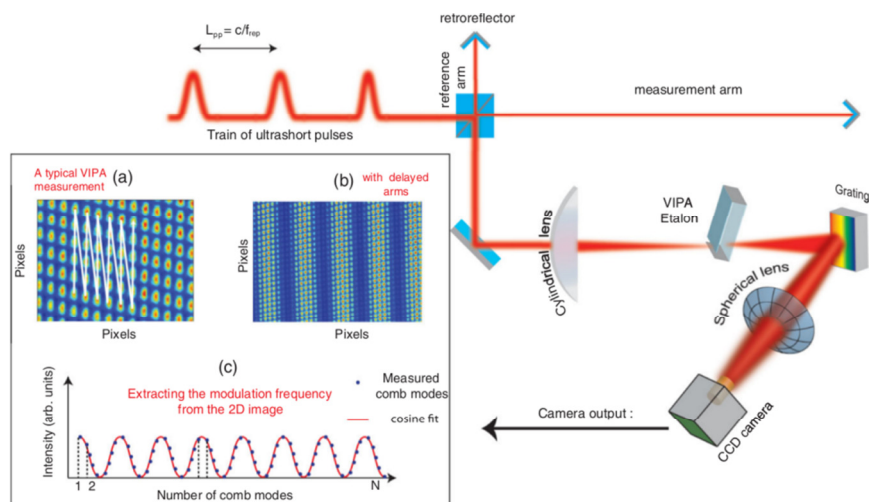 L_pp = c/f_rep
Train of ultrashort pulses
retroreflector
reference
arm
measurement arm
Cylindrical lens
VIPA
Etalon
Grating
Spherical lens
CCD camera
Camera output :
A typical VIPA
measurement
(a)
Pixels
Pixels
(b)
with delayed
arms
Pixels
Pixels
(c)
Extracting the modulation frequency
from the 2D image
Measured
comb modes
cosine fit
Intensity (arb. units)
1 2 N
Number of comb modes